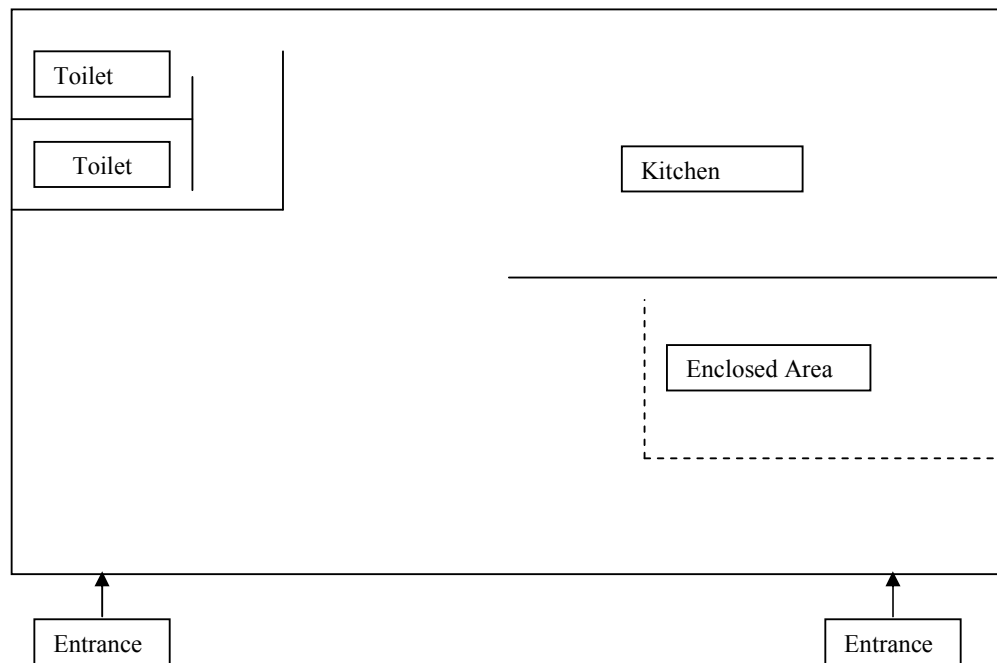 Toilet
Toilet
Kitchen
Enclosed Area
Entrance
Entrance